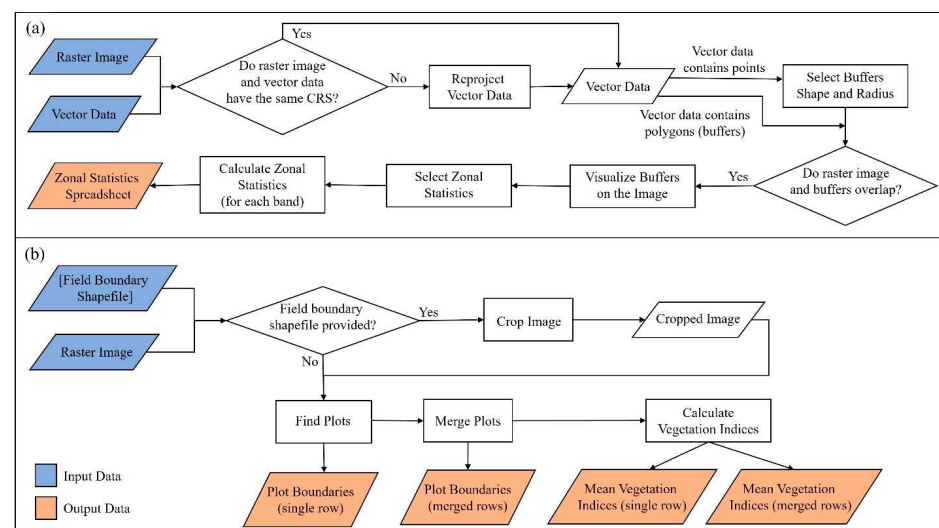 (a)
Raster Image
Vector Data
Do raster image
and vector data
have the same CRS?
Yes
No
Reproject
Vector Data
Vector Data
Vector data
contains points
Select Buffers
Shape and Radius
Vector data contains
polygons (buffers)
Do raster image
and buffers overlap?
Yes
Visualize Buffers
on the Image
Select Zonal
Statistics
Calculate Zonal
Statistics
(for each band)
Zonal Statistics
Spreadsheet
(b)
[Field Boundary
Shapefile]
Raster Image
Field boundary
shapefile provided?
Yes
Crop Image
Cropped Image
No
Find Plots
Merge Plots
Calculate
Vegetation Indices
Plot Boundaries
(single row)
Plot Boundaries
(merged rows)
Mean Vegetation
Indices (single row)
Mean Vegetation
Indices (merged rows)
Input Data
Output Data